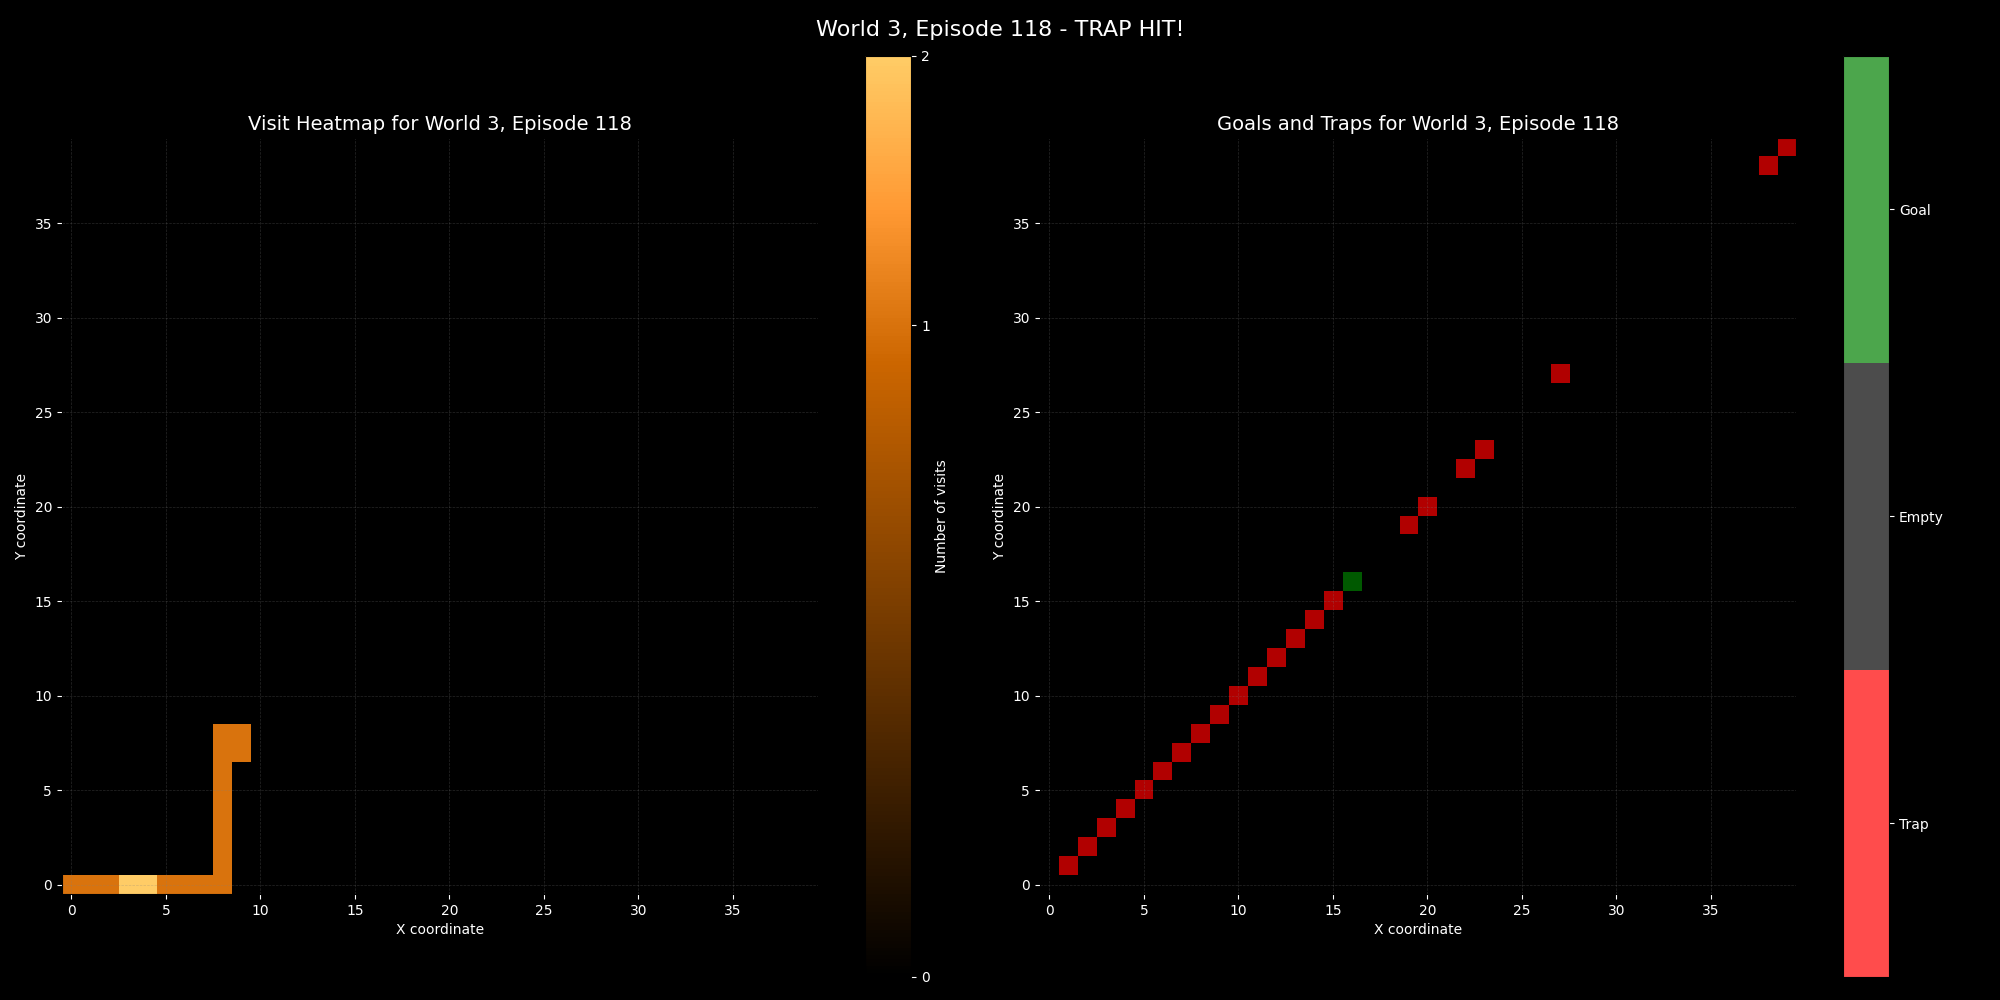 World 3, Episode 118 - TRAP HIT!
Visit Heatmap for World 3, Episode 118
35
30
25
20
15
10
5
0
Y coordinate
0 5 10 15 20 25 30 35
X coordinate
2
1
0
Number of visits
Goals and Traps for World 3, Episode 118
35
30
25
20
15
10
5
0
Y coordinate
0 5 10 15 20 25 30 35
X coordinate
Goal
Empty
Trap